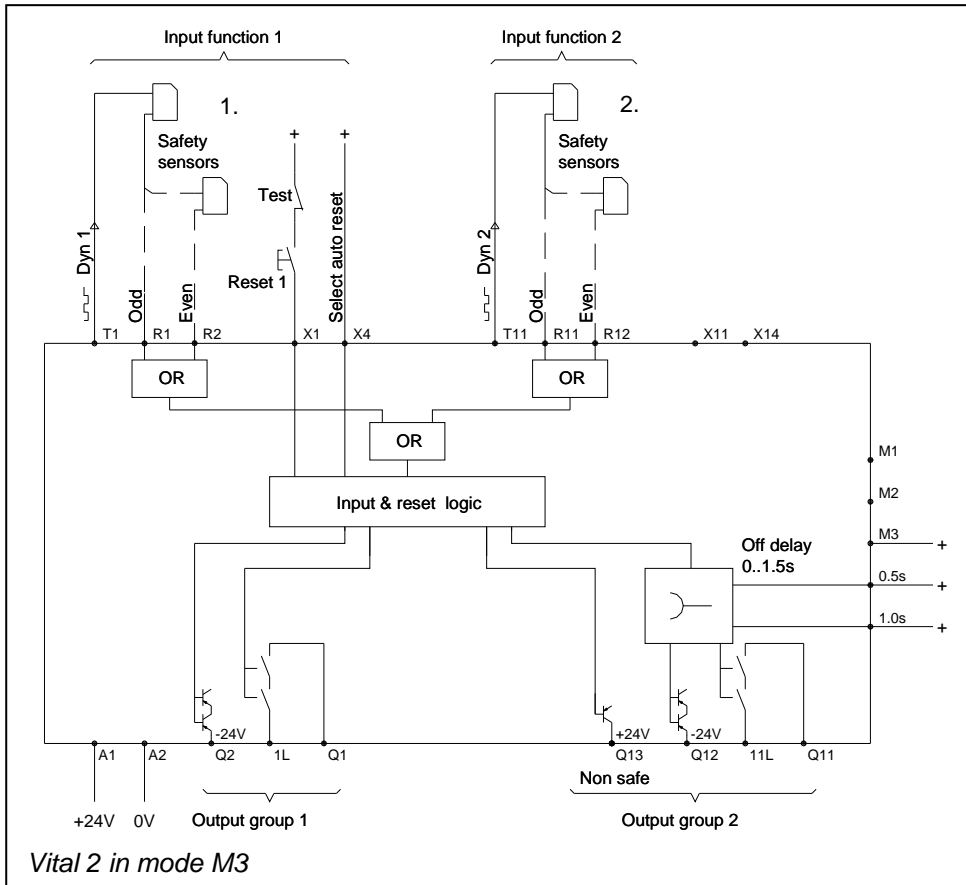 Input function 1
Input function 2
1.
2.
Safety
sensors
Safety
sensors
+
+
Test
Reset 1
Select auto reset
Dyn 1
Odd
Even
Dyn 2
Odd
Even
T1
R1
R2
X1
X4
T11
R11
R12
X11
X14
OR
OR
OR
Input & reset logic
M1
M2
M3
+
Off delay
0..1.5s
0.5s
+
1.0s
+
-24V
+24V
-24V
A1
A2
Q2
1L
Q1
Q13
Q12
11L
Q11
Non safe
+24V
0V
Output group 1
Output group 2
Vital 2 in mode M3